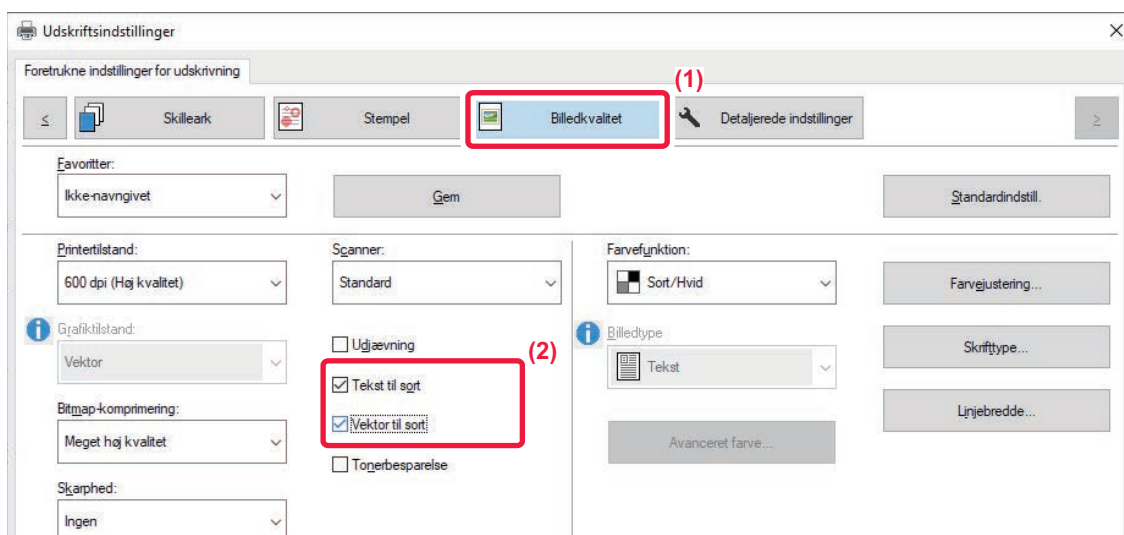 Udskriftsindstillinger
Foretrukne indstillinger for udskrivning
(1)
< Skilleark Stempel Billedkvalitet Detaljerede indstillinger >
Favoritter:
Ikke-navngivet Gem Standardindstill.
Printertilstand: Scanner: Farvefunktion:
600 dpi (Høj kvalitet) Standard Sort/Hvid Farvejustering...
Grafiktilstand: Udjævning Billedtype
Vektor (2) Tekst Skrifttype...
Tekst til sort
Bitmap-komprimering: Vektor til sort Linjebredde...
Meget høj kvalitet Avanceret farve...
Tonerbesparelse
Skarphed:
Ingen